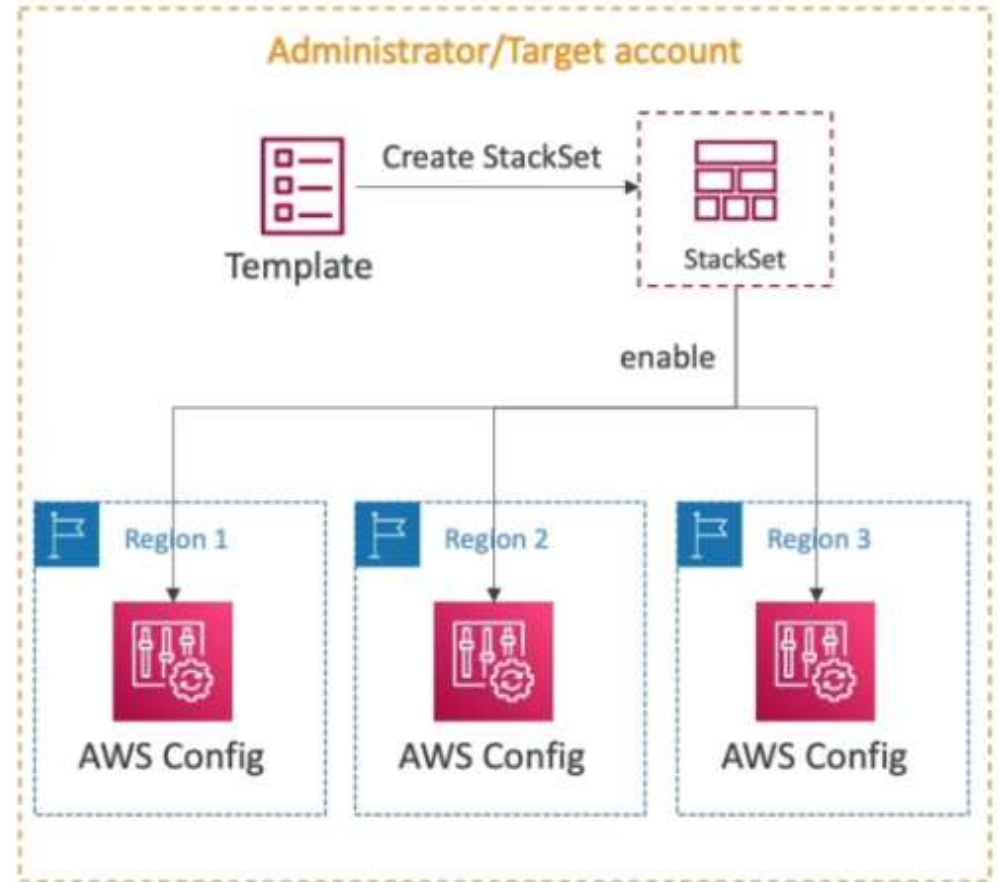 Administrator/Target account
Create StackSet
Template
StackSet
enable
Region 1
Region 2
Region 3
AWS Config
AWS Config
AWS Config